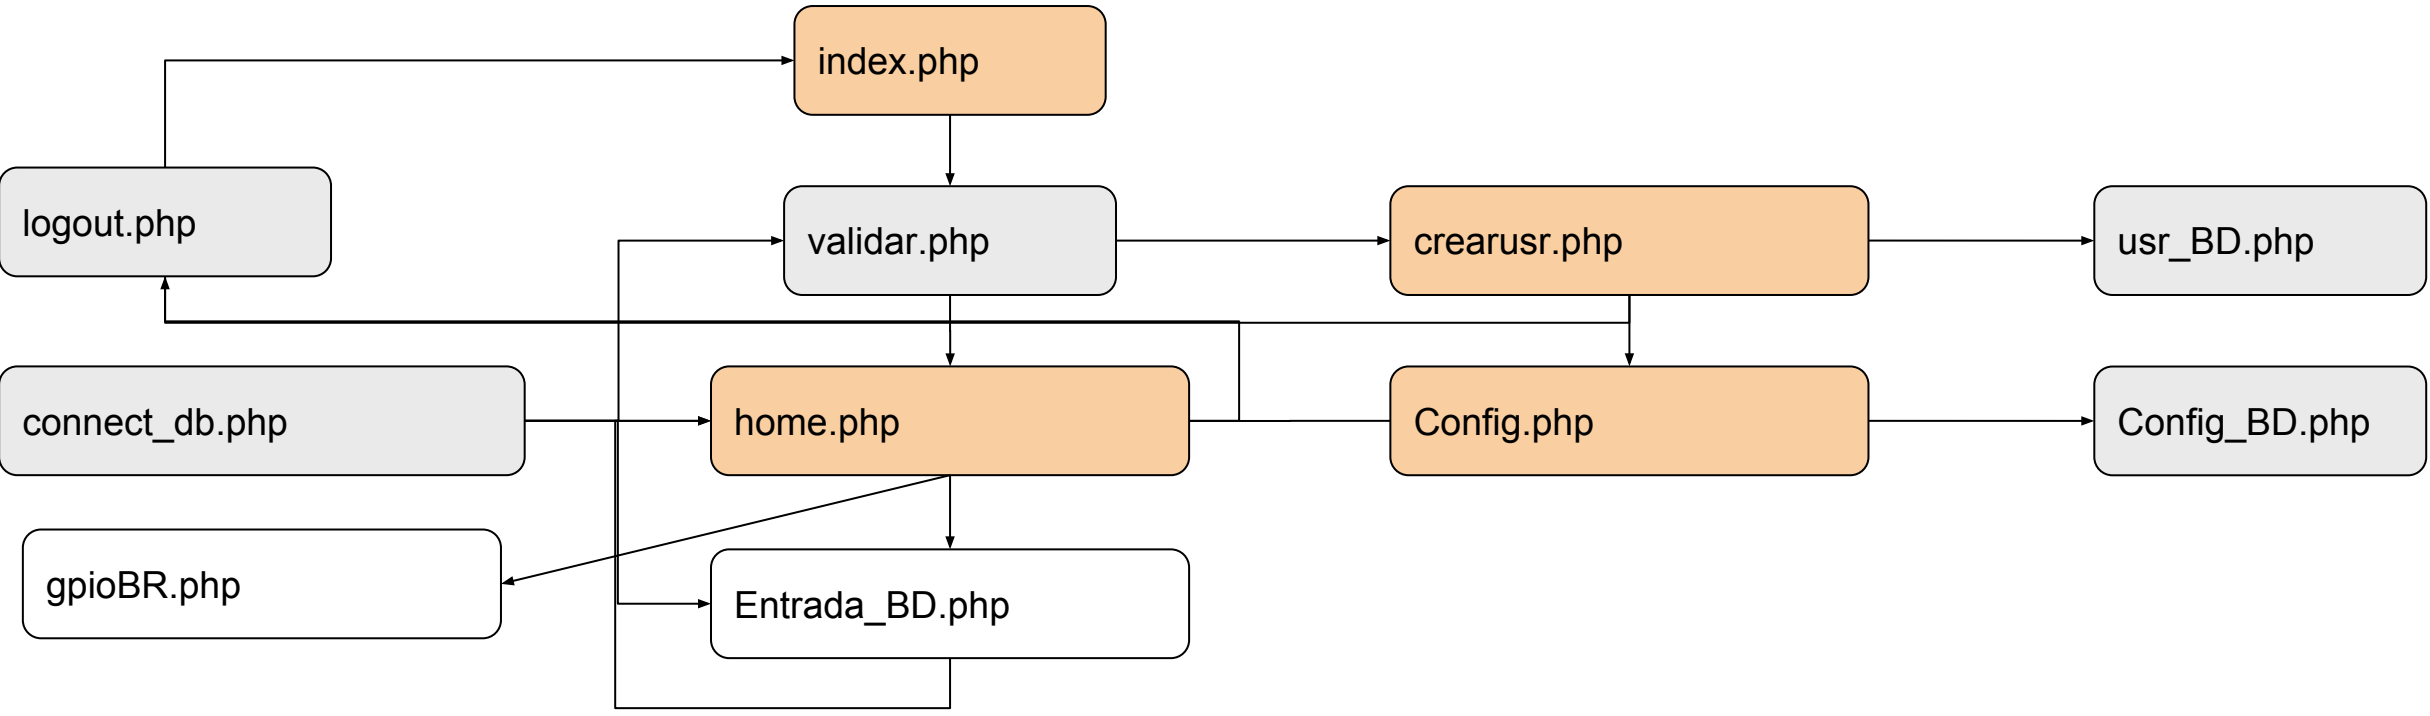 index.php
logout.php
validar.php
crearusr.php
usr_BD.php
connect_db.php
home.php
Config.php
Config_BD.php
gpioBR.php
Entrada_BD.php